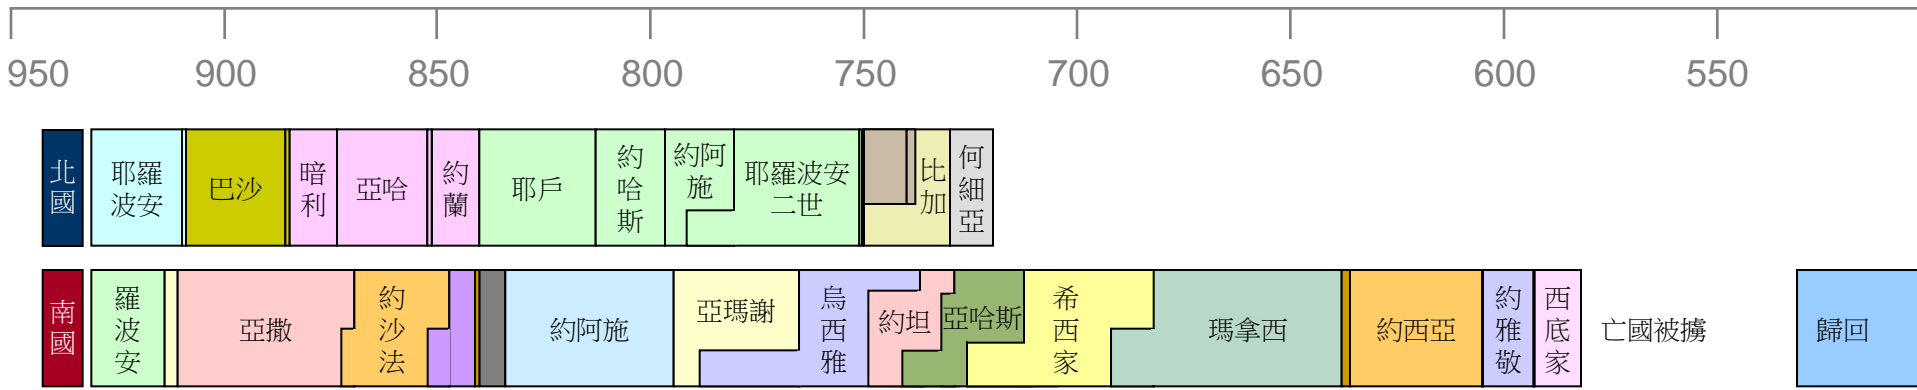 950 900 850 800 750 700 650 600 550
北國 耶羅波安 巴沙 暗利 亞哈 約蘭 耶戶 約哈斯 約阿施 耶羅波安二世 比加 何細亞
南國 羅波安 亞撒 約沙法 約阿施 亞瑪謝 烏西雅 約坦 亞哈斯 希西家 瑪拿西 約西亞 約雅敬 西底家 亡國被擄 歸回